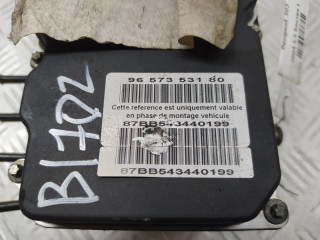 96 573 531 80
Cette reference est uniquement valable
en phase de montage vehicule
87BB543440199
87BB543440199
B1702